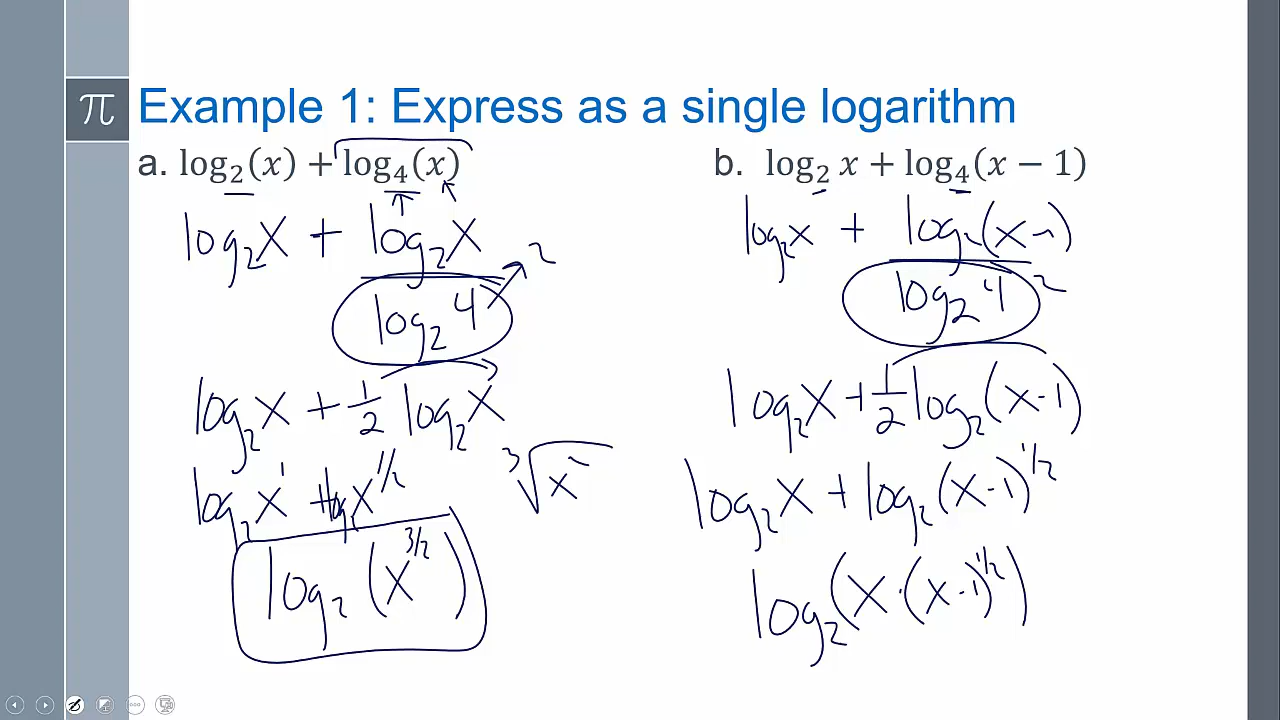 π
Example 1: Express as a single logarithm
a. log₂(x) + log₄(x)
log₂x + log₂x
2
log₂4
log₂x + 1/2 log₂x
log₂x¹ + log₂x^1/2
∛x²
log₂(x^3/2)
b. log₂ x + log₄(x − 1)
log₂x + log₂(x-1)
log₂4 2
log₂x + 1/2 log₂(x-1)
log₂x + log₂(x-1)^1/2
log₂(x·(x-1)^1/2)